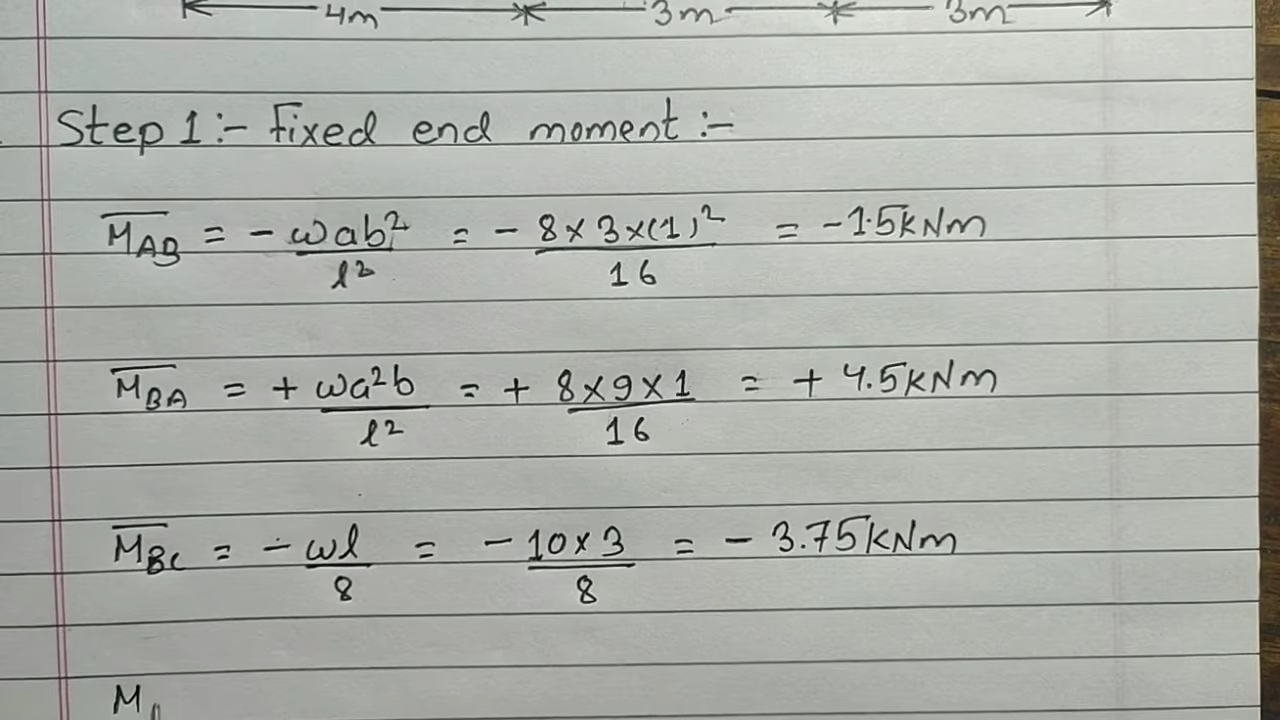 4m 3m 3m
Step 1:- Fixed end moment :-
M̅AB = - wab²/l² = - 8×3×(1)²/16 = -1.5kNm
M̅BA = + wa²b/l² = + 8×9×1/16 = + 4.5kNm
M̅BC = - wl/8 = - 10×3/8 = - 3.75kNm
M